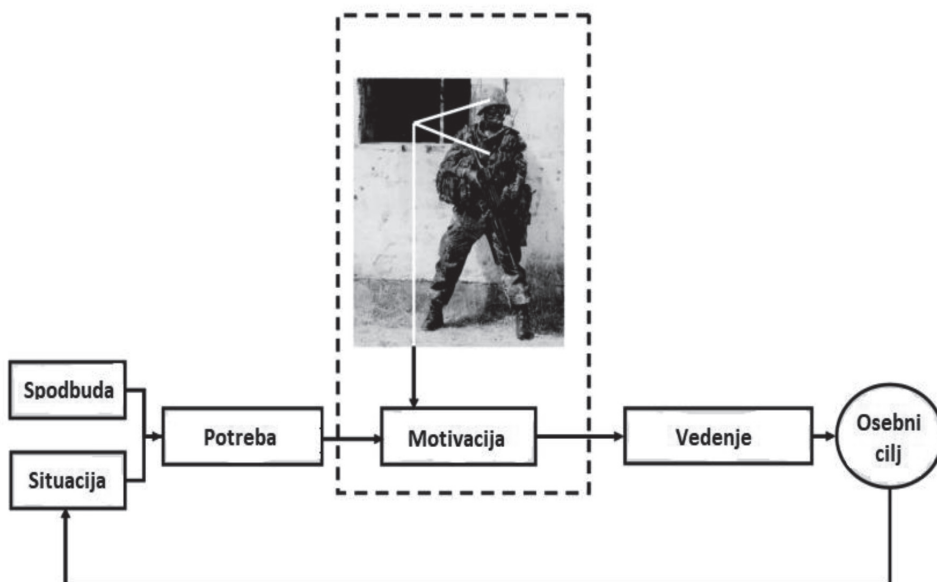 Spodbuda
Situacija
Potreba
Motivacija
Vedenje
Osebni
cilj